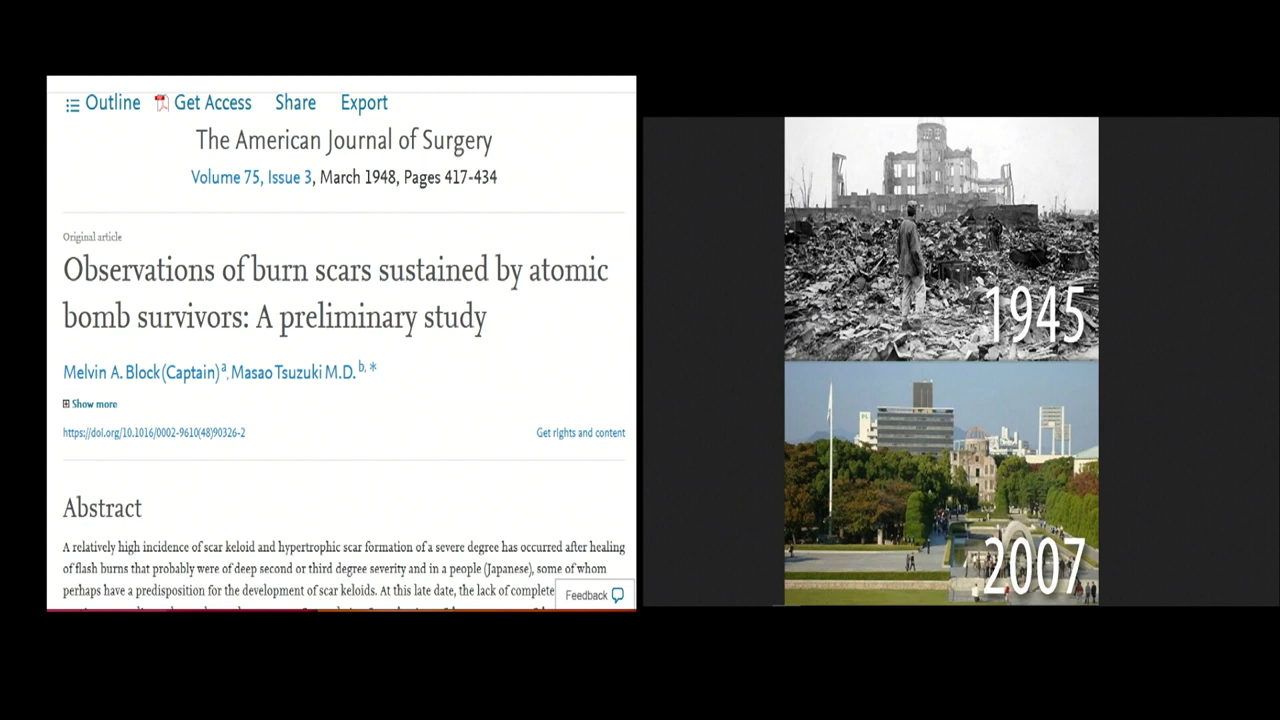 Outline
Get Access
Share
Export
The American Journal of Surgery
Volume 75, Issue 3, March 1948, Pages 417-434
Original article
Observations of burn scars sustained by atomic
bomb survivors: A preliminary study
Melvin A. Block (Captain) a, Masao Tsuzuki M.D. b, *
Show more
https://doi.org/10.1016/0002-9610(48)90326-2
Get rights and content
Abstract
A relatively high incidence of scar keloid and hypertrophic scar formation of a severe degree has occurred after healing
of flash burns that probably were of deep second or third degree severity and in a people (Japanese), some of whom
perhaps have a predisposition for the development of scar keloids. At this late date, the lack of complete
Feedback
1945
2007